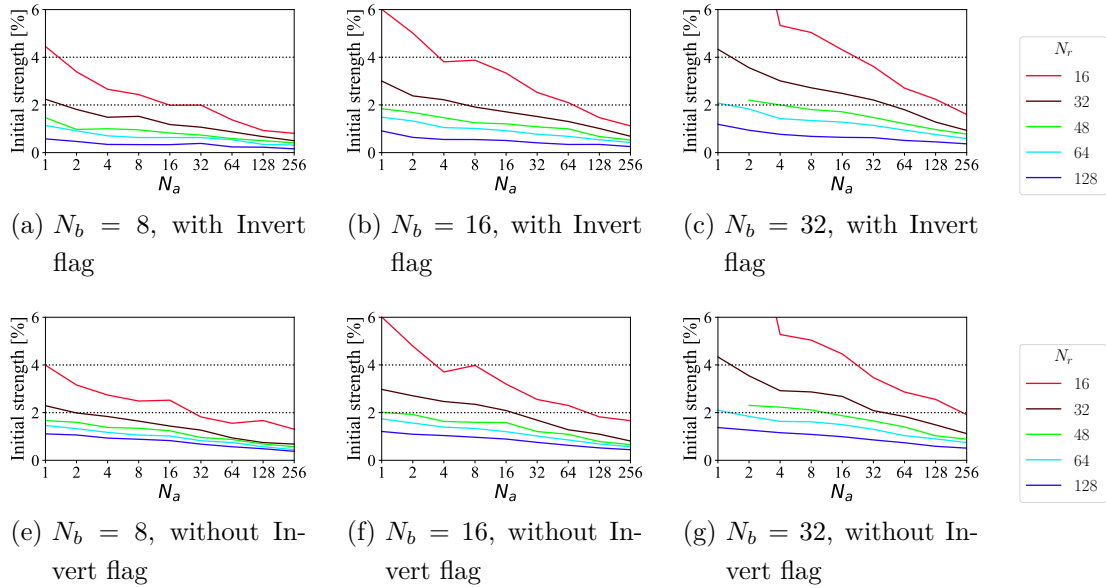 Initial strength [%]
6
4
2
0
1 2 4 8 16 32 64 128 256
N_a
(a) N_b = 8, with Invert
flag
Initial strength [%]
6
4
2
0
1 2 4 8 16 32 64 128 256
N_a
(b) N_b = 16, with Invert
flag
Initial strength [%]
6
4
2
0
1 2 4 8 16 32 64 128 256
N_a
(c) N_b = 32, with Invert
flag
N_r
16
32
48
64
128
Initial strength [%]
6
4
2
0
1 2 4 8 16 32 64 128 256
N_a
(e) N_b = 8, without In-
vert flag
Initial strength [%]
6
4
2
0
1 2 4 8 16 32 64 128 256
N_a
(f) N_b = 16, without In-
vert flag
Initial strength [%]
6
4
2
0
1 2 4 8 16 32 64 128 256
N_a
(g) N_b = 32, without In-
vert flag
N_r
16
32
48
64
128